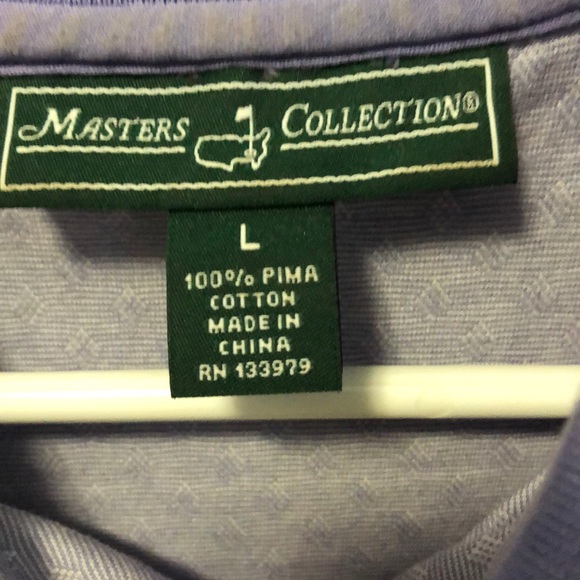 MASTERS COLLECTION®
L
100% PIMA
COTTON
MADE IN
CHINA
RN 133979